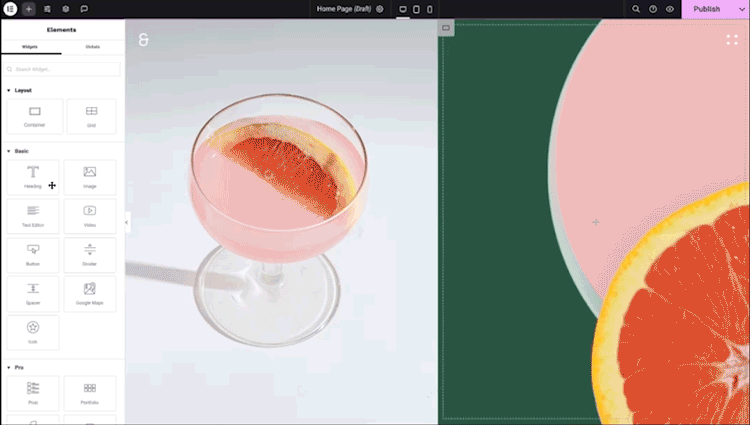 Home Page (Draft)
Publish
Elements
Widgets
Globals
Search Widget...
Layout
Container
Grid
Basic
Heading
Image
Text Editor
Video
Button
Divider
Spacer
Google Maps
Icon
Pro
Post
Portfolio
&